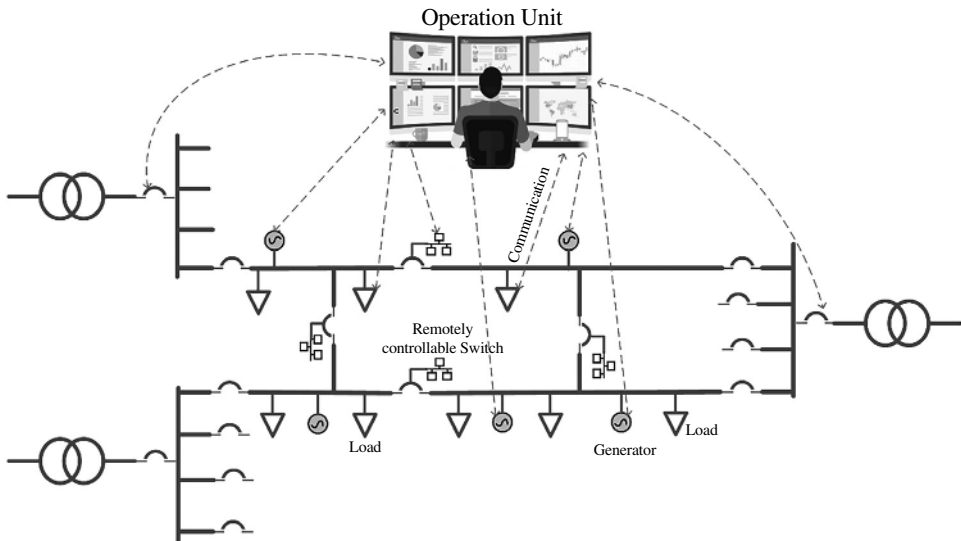 Operation Unit
Communication
Remotely
controllable Switch
Load
Generator
Load